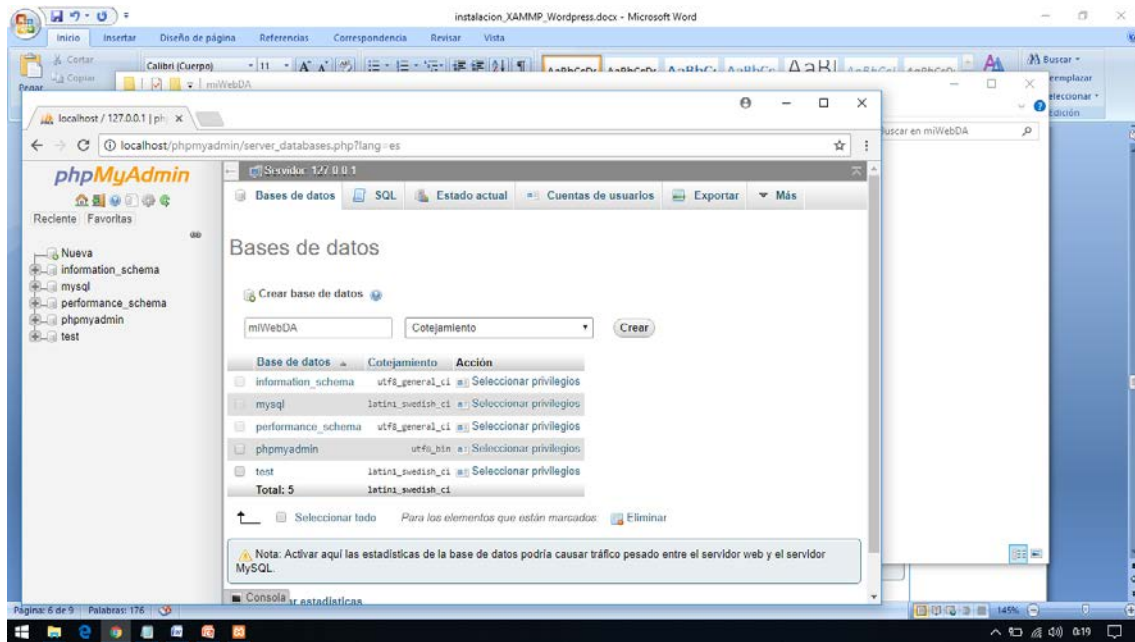 instalacion_XAMMP_Wordpress.docx - Microsoft Word
Inicio Insertar Diseño de página Referencias Correspondencia Revisar Vista
Cortar
Copiar
Pegar
Calibri (Cuerpo) 11
Buscar
Reemplazar
Seleccionar
Edición
miWebDA
Buscar en miWebDA
localhost / 127.0.0.1 | ph
localhost/phpmyadmin/server_databases.php?lang=es
phpMyAdmin
Reciente Favoritas
Nueva
information_schema
mysql
performance_schema
phpmyadmin
test
Servidor: 127.0.0.1
Bases de datos SQL Estado actual Cuentas de usuarios Exportar Más
Bases de datos
Crear base de datos
miWebDA Cotejamiento Crear
Base de datos Cotejamiento Acción
information_schema utf8_general_ci Seleccionar privilegios
mysql latin1_swedish_ci Seleccionar privilegios
performance_schema utf8_general_ci Seleccionar privilegios
phpmyadmin utf8_bin Seleccionar privilegios
test latin1_swedish_ci Seleccionar privilegios
Total: 5 latin1_swedish_ci
Seleccionar todo Para los elementos que están marcados: Eliminar
Nota: Activar aquí las estadísticas de la base de datos podría causar tráfico pesado entre el servidor web y el servidor
MySQL.
Consola
estadísticas
Página: 6 de 9 Palabras: 176 145%
0:19